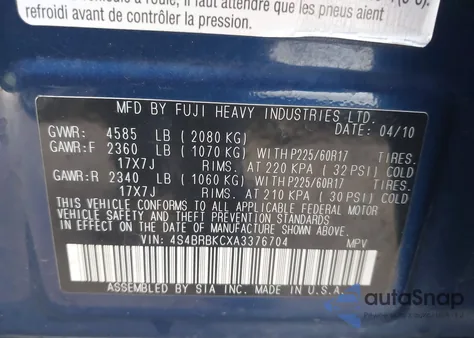 refroidi avant de contrôler la pression.
MFD BY FUJI HEAVY INDUSTRIES LTD.
DATE: 04/10
GVWR: 4585 LB (2080 KG)
GAWR:F 2360 LB (1070 KG) WITH P225/60R17 TIRES.
17X7J RIMS. AT 220 KPA (32 PSI) COLD
GAWR:R 2340 LB (1060 KG) WITH P225/60R17 TIRES.
17X7J RIMS. AT 210 KPA (30 PSI) COLD
THIS VEHICLE CONFORMS TO ALL APPLICABLE FEDERAL MOTOR
VEHICLE SAFETY AND THEFT PREVENTION STANDARDS IN
EFFECT ON THE DATE OF MANUFACTURE SHOWN ABOVE.
VIN: 4S4BRBKCXA3376704 MPV
ASSEMBLED BY SIA INC. MADE IN U.S.A.
autoSnap